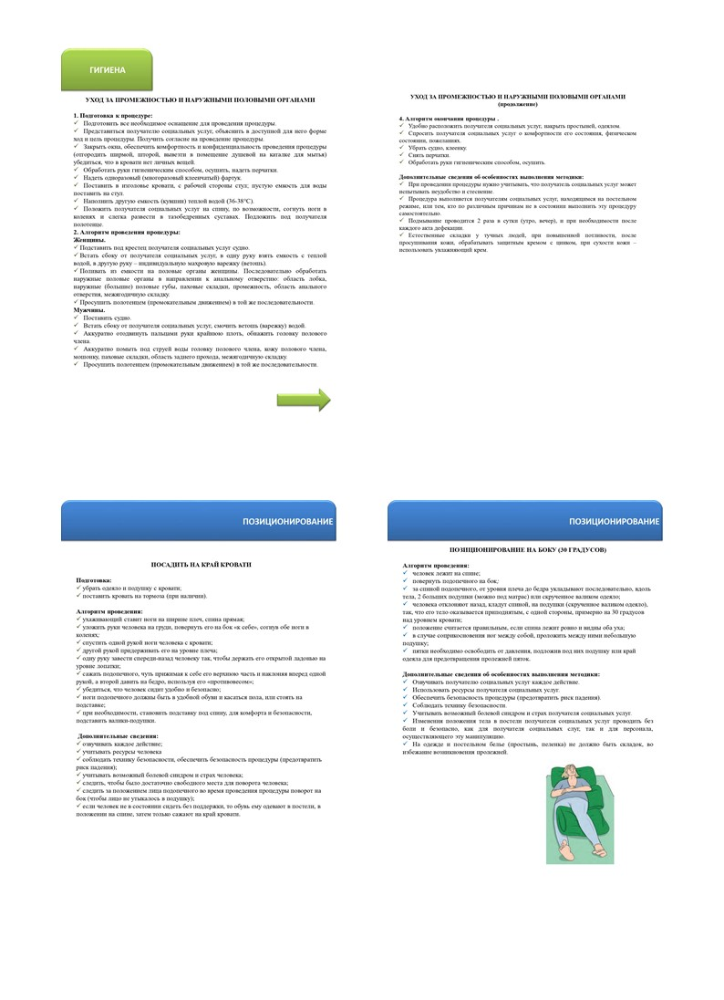 ГИГИЕНА
УХОД ЗА ПРОМЕЖНОСТЬЮ И НАРУЖНЫМИ ПОЛОВЫМИ ОРГАНАМИ
1. Подготовка к процедуре:
✓ Подготовить все необходимое оснащение для проведения процедуры.
✓ Представиться получателю социальных услуг, объяснить в доступной для него форме
ход и цель процедуры. Получить согласие на проведение процедуры.
✓ Закрыть окна, обеспечить комфортность и конфиденциальность проведения процедуры
(отгородить ширмой, шторой, вывезти в помещение душевой на каталке для мытья)
убедиться, что в кровати нет личных вещей.
✓ Обработать руки гигиеническим способом, осушить, надеть перчатки.
✓ Надеть одноразовый (многоразовый клеенчатый) фартук.
✓ Поставить в изголовье кровати, с рабочей стороны стул; пустую емкость для воды
поставить на стул.
✓ Наполнить другую емкость (кувшин) теплой водой (36-38°С).
✓ Положить получателя социальных услуг на спину, по возможности, согнуть ноги в
коленях и слегка развести в тазобедренных суставах. Подложить под получателя
полотенце.
2. Алгоритм проведения процедуры:
Женщины.
✓ Подставить под крестец получателя социальных услуг судно.
✓ Встать сбоку от получателя социальных услуг, в одну руку взять емкость с теплой
водой, в другую руку – индивидуальную махровую варежку (ветошь).
✓ Поливать из емкости на половые органы женщины. Последовательно обработать
наружные половые органы в направлении к анальному отверстию: область лобка,
наружные (большие) половые губы, паховые складки, промежность, область анального
отверстия, межягодичную складку.
✓ Просушить полотенцем (промокательным движением) в той же последовательности.
Мужчины.
✓ Поставить судно.
✓ Встать сбоку от получателя социальных услуг, смочить ветошь (варежку) водой.
✓ Аккуратно отодвинуть пальцами руки крайнюю плоть, обнажить головку полового
члена.
✓ Аккуратно помыть под струей воды головку полового члена, кожу полового члена,
мошонку, паховые складки, область заднего прохода, межягодичную складку.
✓ Просушить полотенцем (промокательным движением) в той же последовательности.
УХОД ЗА ПРОМЕЖНОСТЬЮ И НАРУЖНЫМИ ПОЛОВЫМИ ОРГАНАМИ
(продолжение)
4. Алгоритм окончания процедуры .
✓ Удобно расположить получателя социальных услуг, накрыть простыней, одеялом.
✓ Спросить получателя социальных услуг о комфортности его состояния, физическом
состоянии, пожеланиях.
✓ Убрать судно, клеенку.
✓ Снять перчатки.
✓ Обработать руки гигиеническим способом, осушить.
Дополнительные сведения об особенностях выполнения методики:
✓ При проведении процедуры нужно учитывать, что получатель социальных услуг может
испытывать неудобство и стеснение.
✓ Процедура выполняется получателям социальных услуг, находящимся на постельном
режиме, или тем, кто по различным причинам не в состоянии выполнить эту процедуру
самостоятельно.
✓ Подмывание проводится 2 раза в сутки (утро, вечер), и при необходимости после
каждого акта дефекации.
✓ Естественные складки у тучных людей, при повышенной потливости, после
просушивания кожи, обрабатывать защитным кремом с цинком, при сухости кожи –
использовать увлажняющий крем.
ПОЗИЦИОНИРОВАНИЕ
ПОСАДИТЬ НА КРАЙ КРОВАТИ
Подготовка:
✓ убрать одеяло и подушку с кровати;
✓ поставить кровать на тормоза (при наличии).
Алгоритм проведения:
✓ ухаживающий ставит ноги на ширине плеч, спина прямая;
✓ уложить руки человека на груди, повернуть его на бок «к себе», согнув обе ноги в
коленях;
✓ спустить одной рукой ноги человека с кровати;
✓ другой рукой придерживать его на уровне плеча;
✓ одну руку завести спереди-назад человеку так, чтобы держать его открытой ладонью на
уровне лопатки;
✓ сажать подопечного, чуть прижимая к себе его верхнюю часть и наклоняя вперед одной
рукой, а второй давить на бедро, используя его «противовесом»;
✓ убедиться, что человек сидит удобно и безопасно;
✓ ноги подопечного должны быть в удобной обуви и касаться пола, или стоять на
подставке;
✓ при необходимости, становить подставку под спину, для комфорта и безопасности,
подставить валики-подушки.
Дополнительные сведения:
✓ озвучивать каждое действие;
✓ учитывать ресурсы человека
✓ соблюдать технику безопасности, обеспечить безопасность процедуры (предотвратить
риск падения);
✓ учитывать возможный болевой синдром и страх человека;
✓ следить, чтобы было достаточно свободного места для поворота человека;
✓ следить за положением лица подопечного во время проведения процедуры поворот на
бок (чтобы лицо не утыкалось в подушку);
✓ если человек не в состоянии сидеть без поддержки, то обувь ему одевают в постели, в
положении на спине, затем только сажают на край кровати.
ПОЗИЦИОНИРОВАНИЕ
ПОЗИЦИОНИРОВАНИЕ НА БОКУ (30 ГРАДУСОВ)
Алгоритм проведения:
✓ человек лежит на спине;
✓ повернуть подопечного на бок;
✓ за спиной подопечного, от уровня плеча до бедра укладывают последовательно, вдоль
тела, 2 больших подушки (можно под матрас) или скрученное валиком одеяло;
✓ человека отклоняют назад, кладут спиной, на подушки (скрученное валиком одеяло),
так, что его тело оказывается приподнятым, с одной стороны, примерно на 30 градусов
над уровнем кровати;
✓ положение считается правильным, если спина лежит ровно и видны оба уха;
✓ в случае соприкосновения ног между собой, проложить между ними небольшую
подушку;
✓ пятки необходимо освободить от давления, подложив под них подушку или край
одеяла для предотвращения пролежней пяток.
Дополнительные сведения об особенностях выполнения методики:
✓ Озвучивать получателю социальных услуг каждое действие.
✓ Использовать ресурсы получателя социальных услуг.
✓ Обеспечить безопасность процедуры (предотвратить риск падения).
✓ Соблюдать технику безопасности.
✓ Учитывать возможный болевой синдром и страх получателя социальных услуг.
✓ Изменения положения тела в постели получателя социальных услуг проводить без
боли и безопасно, как для получателя социальных слуг, так и для персонала,
осуществляющего эту манипуляцию.
✓ На одежде и постельном белье (простынь, пеленка) не должно быть складок, во
избежание возникновения пролежней.